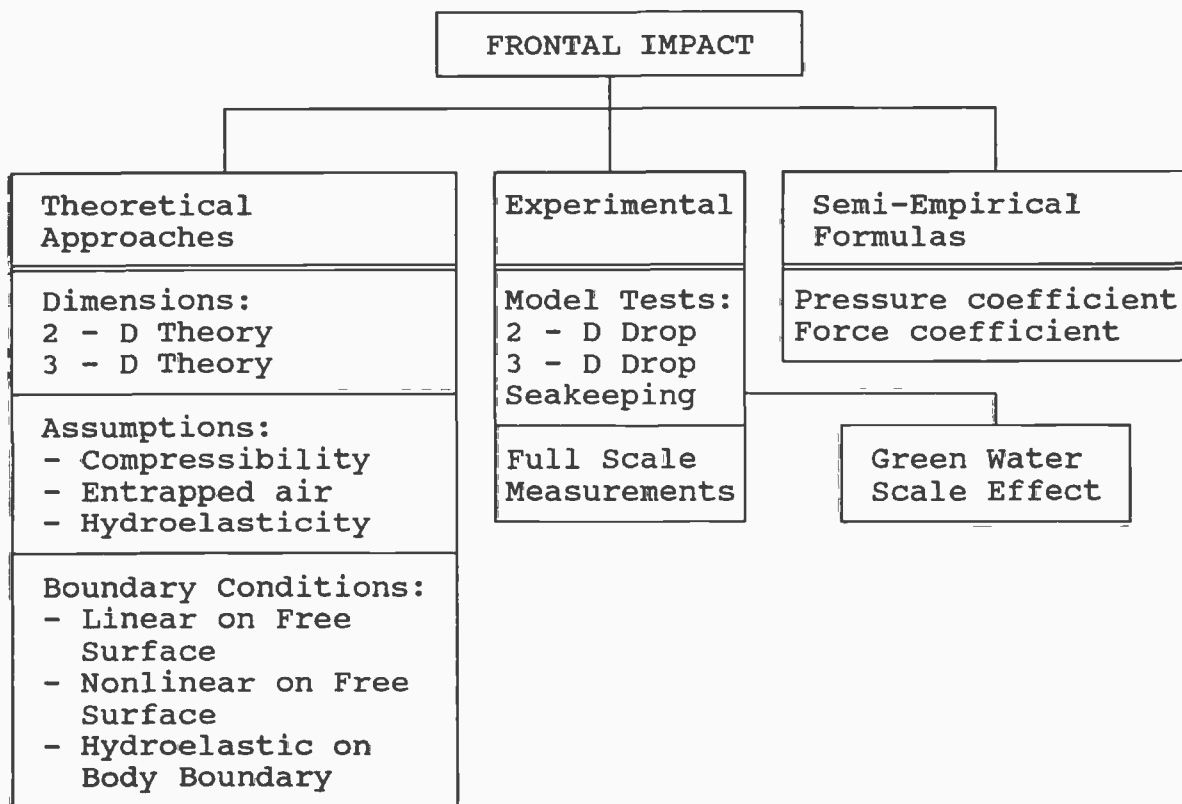 FRONTAL IMPACT
Theoretical
Approaches
Dimensions:
2 - D Theory
3 - D Theory
Assumptions:
- Compressibility
- Entrapped air
- Hydroelasticity
Boundary Conditions:
- Linear on Free
Surface
- Nonlinear on Free
Surface
- Hydroelastic on
Body Boundary
Experimental
Model Tests:
2 - D Drop
3 - D Drop
Seakeeping
Full Scale
Measurements
Semi-Empirical
Formulas
Pressure coefficient
Force coefficient
Green Water
Scale Effect